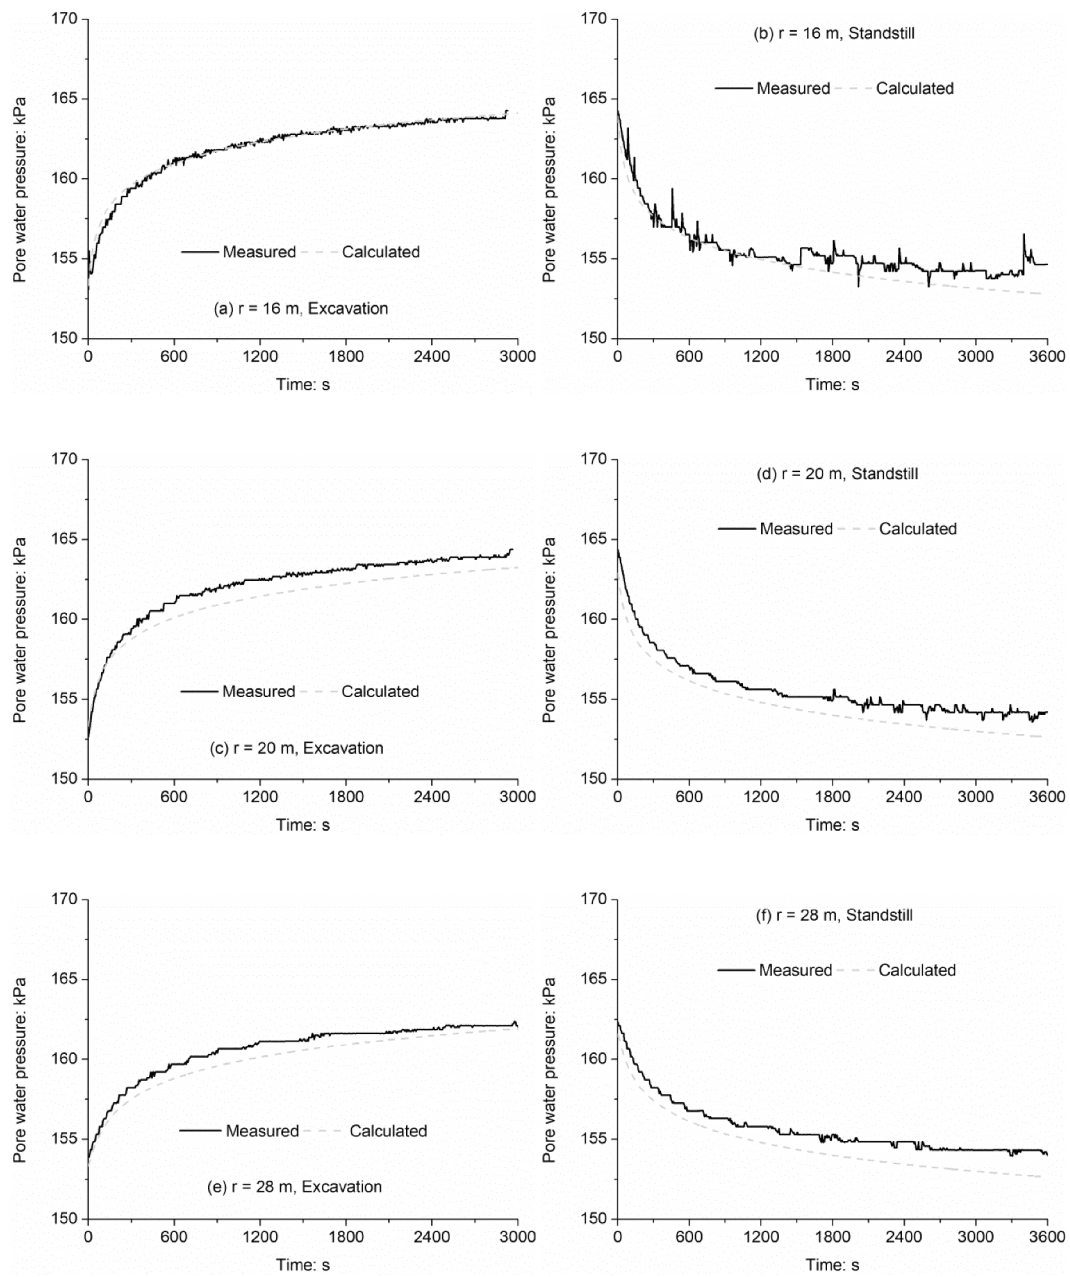 170
165
160
155
150
Pore water pressure: kPa
Measured
Calculated
(a) r = 16 m, Excavation
0
600
1200
1800
2400
3000
Time: s
170
165
160
155
150
Pore water pressure: kPa
(b) r = 16 m, Standstill
Measured
Calculated
0
600
1200
1800
2400
3000
3600
Time: s
170
165
160
155
150
Pore water pressure: kPa
Measured
Calculated
(c) r = 20 m, Excavation
0
600
1200
1800
2400
3000
Time: s
170
165
160
155
150
Pore water pressure: kPa
(d) r = 20 m, Standstill
Measured
Calculated
0
600
1200
1800
2400
3000
3600
Time: s
170
165
160
155
150
Pore water pressure: kPa
Measured
Calculated
(e) r = 28 m, Excavation
0
600
1200
1800
2400
3000
Time: s
170
165
160
155
150
Pore water pressure: kPa
(f) r = 28 m, Standstill
Measured
Calculated
0
600
1200
1800
2400
3000
3600
Time: s